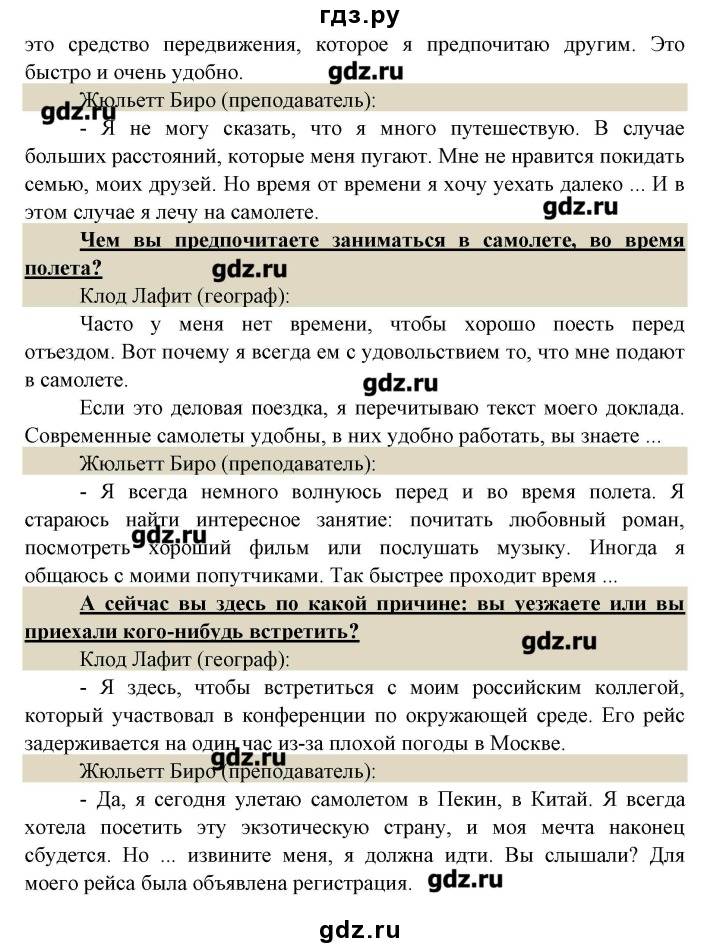 гдз.ру
это средство передвижения, которое я предпочитаю другим. Это
быстро и очень удобно.
gdz.ru
Жюльетт Биро (преподаватель):
gdz.ru
- Я не могу сказать, что я много путешествую. В случае
больших расстояний, которые меня пугают. Мне не нравится покидать
семью, моих друзей. Но время от времени я хочу уехать далеко ... И в
этом случае я лечу на самолете.
gdz.ru
Чем вы предпочитаете заниматься в самолете, во время
полета?
gdz.ru
Клод Лафит (географ):
Часто у меня нет времени, чтобы хорошо поесть перед
отъездом. Вот почему я всегда ем с удовольствием то, что мне подают
в самолете.
gdz.ru
Если это деловая поездка, я перечитываю текст моего доклада.
Современные самолеты удобны, в них удобно работать, вы знаете ...
Жюльетт Биро (преподаватель):
- Я всегда немного волнуюсь перед и во время полета. Я
стараюсь найти интересное занятие: почитать любовный роман,
gdz.ru
посмотреть хороший фильм или послушать музыку. Иногда я
общаюсь с моими попутчиками. Так быстрее проходит время ...
А сейчас вы здесь по какой причине: вы уезжаете или вы
приехали кого-нибудь встретить?
gdz.ru
Клод Лафит (географ):
- Я здесь, чтобы встретиться с моим российским коллегой,
который участвовал в конференции по окружающей среде. Его рейс
задерживается на один час из-за плохой погоды в Москве.
gdz.ru
Жюльетт Биро (преподаватель):
- Да, я сегодня улетаю самолетом в Пекин, в Китай. Я всегда
хотела посетить эту экзотическую страну, и моя мечта наконец
сбудется. Но ... извините меня, я должна идти. Вы слышали? Для
моего рейса была объявлена регистрация.
gdz.ru
gdz.ru